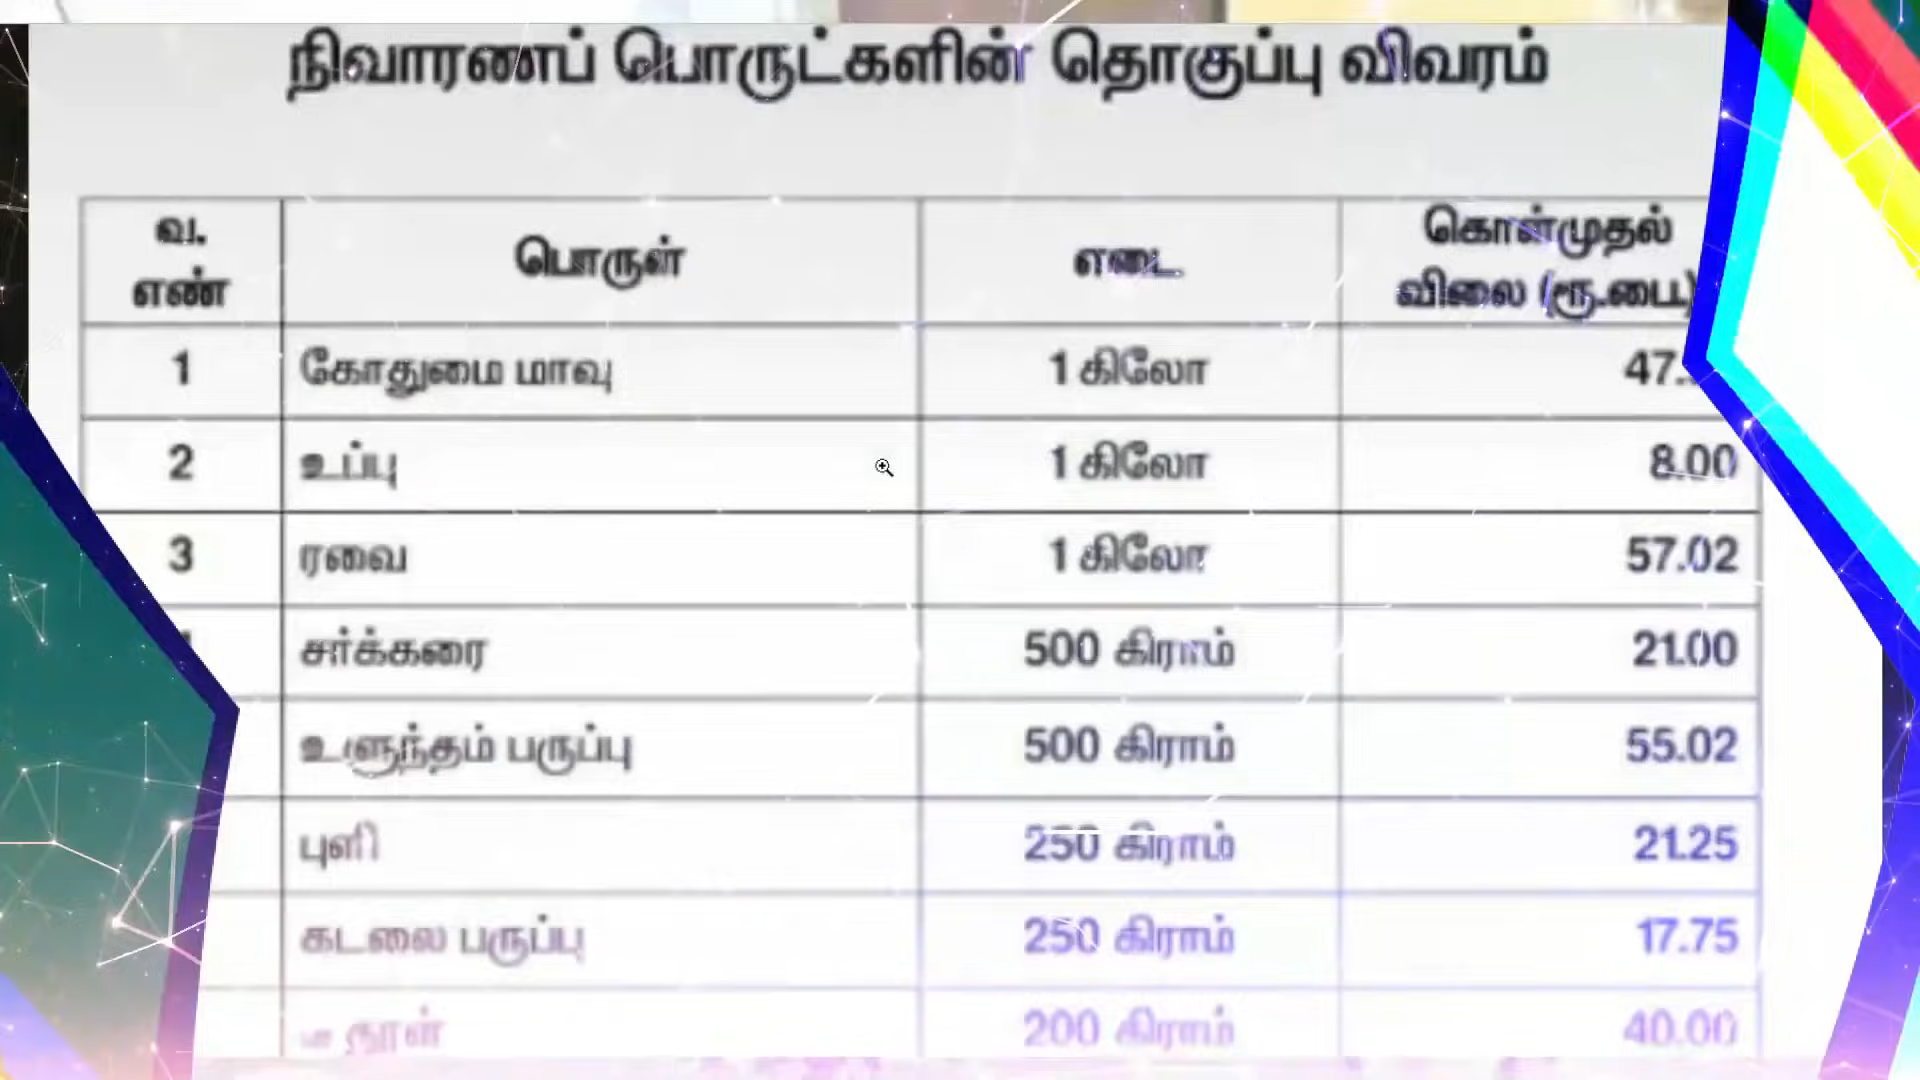 நிவாரணப் பொருட்களின் தொகுப்பு விவரம்
வ. எண் பொருள் எடை கொள்முதல் விலை (ரூ.பை.)
1 கோதுமை மாவு 1 கிலோ 47.
2 உப்பு 1 கிலோ 8.00
3 ரவை 1 கிலோ 57.02
சர்க்கரை 500 கிராம் 21.00
உளுந்தம் பருப்பு 500 கிராம் 55.02
புளி 250 கிராம் 21.25
கடலை பருப்பு 250 கிராம் 17.75
தூள் 200 கிராம் 40.00